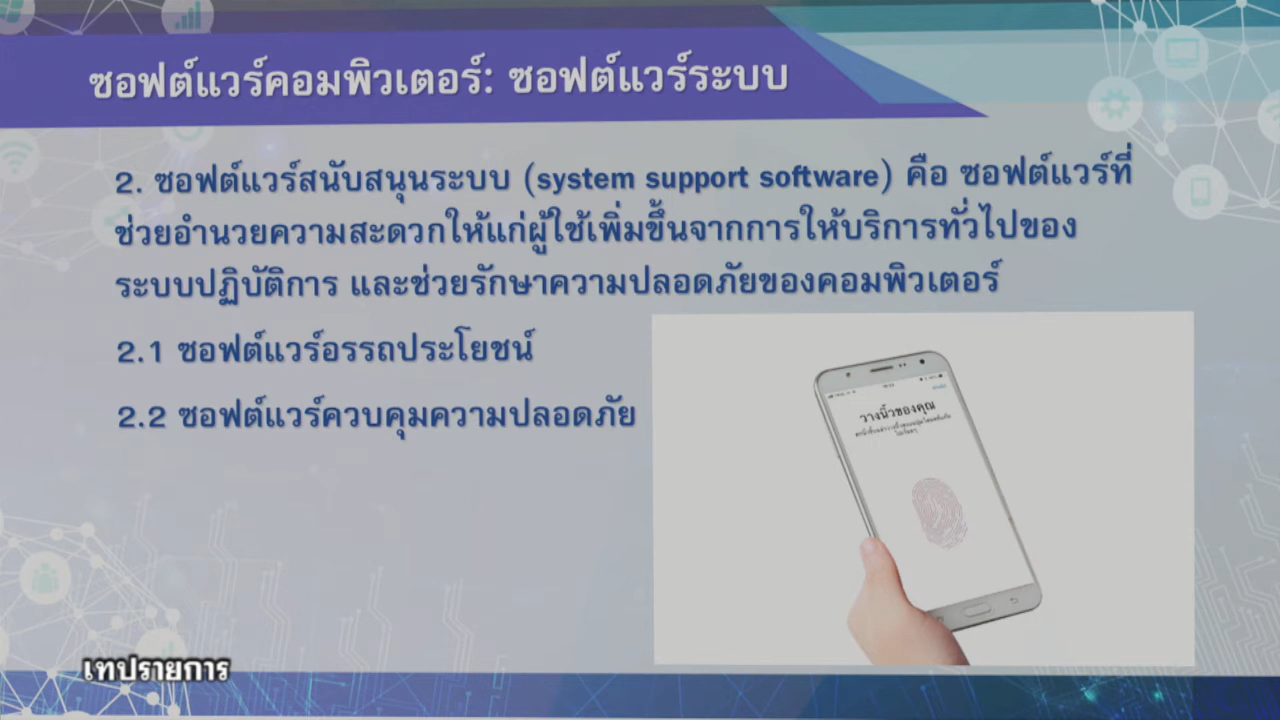 ซอฟต์แวร์คอมพิวเตอร์: ซอฟต์แวร์ระบบ
2. ซอฟต์แวร์สนับสนุนระบบ (system support software) คือ ซอฟต์แวร์ที่
ช่วยอำนวยความสะดวกให้แก่ผู้ใช้เพิ่มขึ้นจากการให้บริการทั่วไปของ
ระบบปฏิบัติการ และช่วยรักษาความปลอดภัยของคอมพิวเตอร์
2.1 ซอฟต์แวร์อรรถประโยชน์
2.2 ซอฟต์แวร์ควบคุมความปลอดภัย
วางนิ้วของคุณ
เทปรายการ